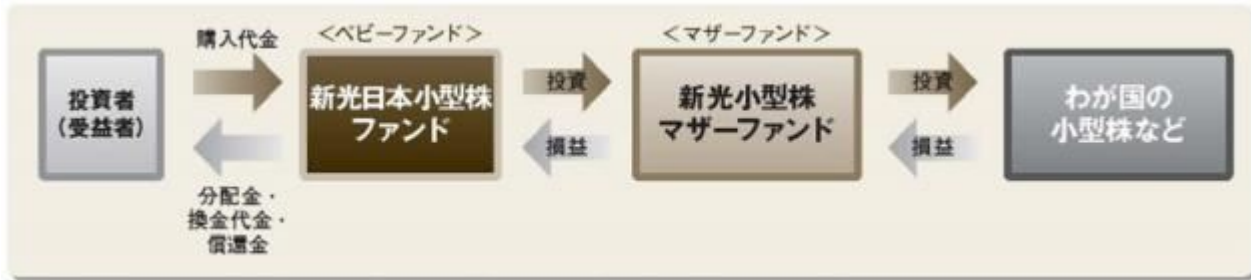 購入代金
＜ベビーファンド＞
＜マザーファンド＞
投資者
（受益者）
新光日本小型株
ファンド
投資
損益
新光小型株
マザーファンド
投資
損益
わが国の
小型株など
分配金・
換金代金・
償還金